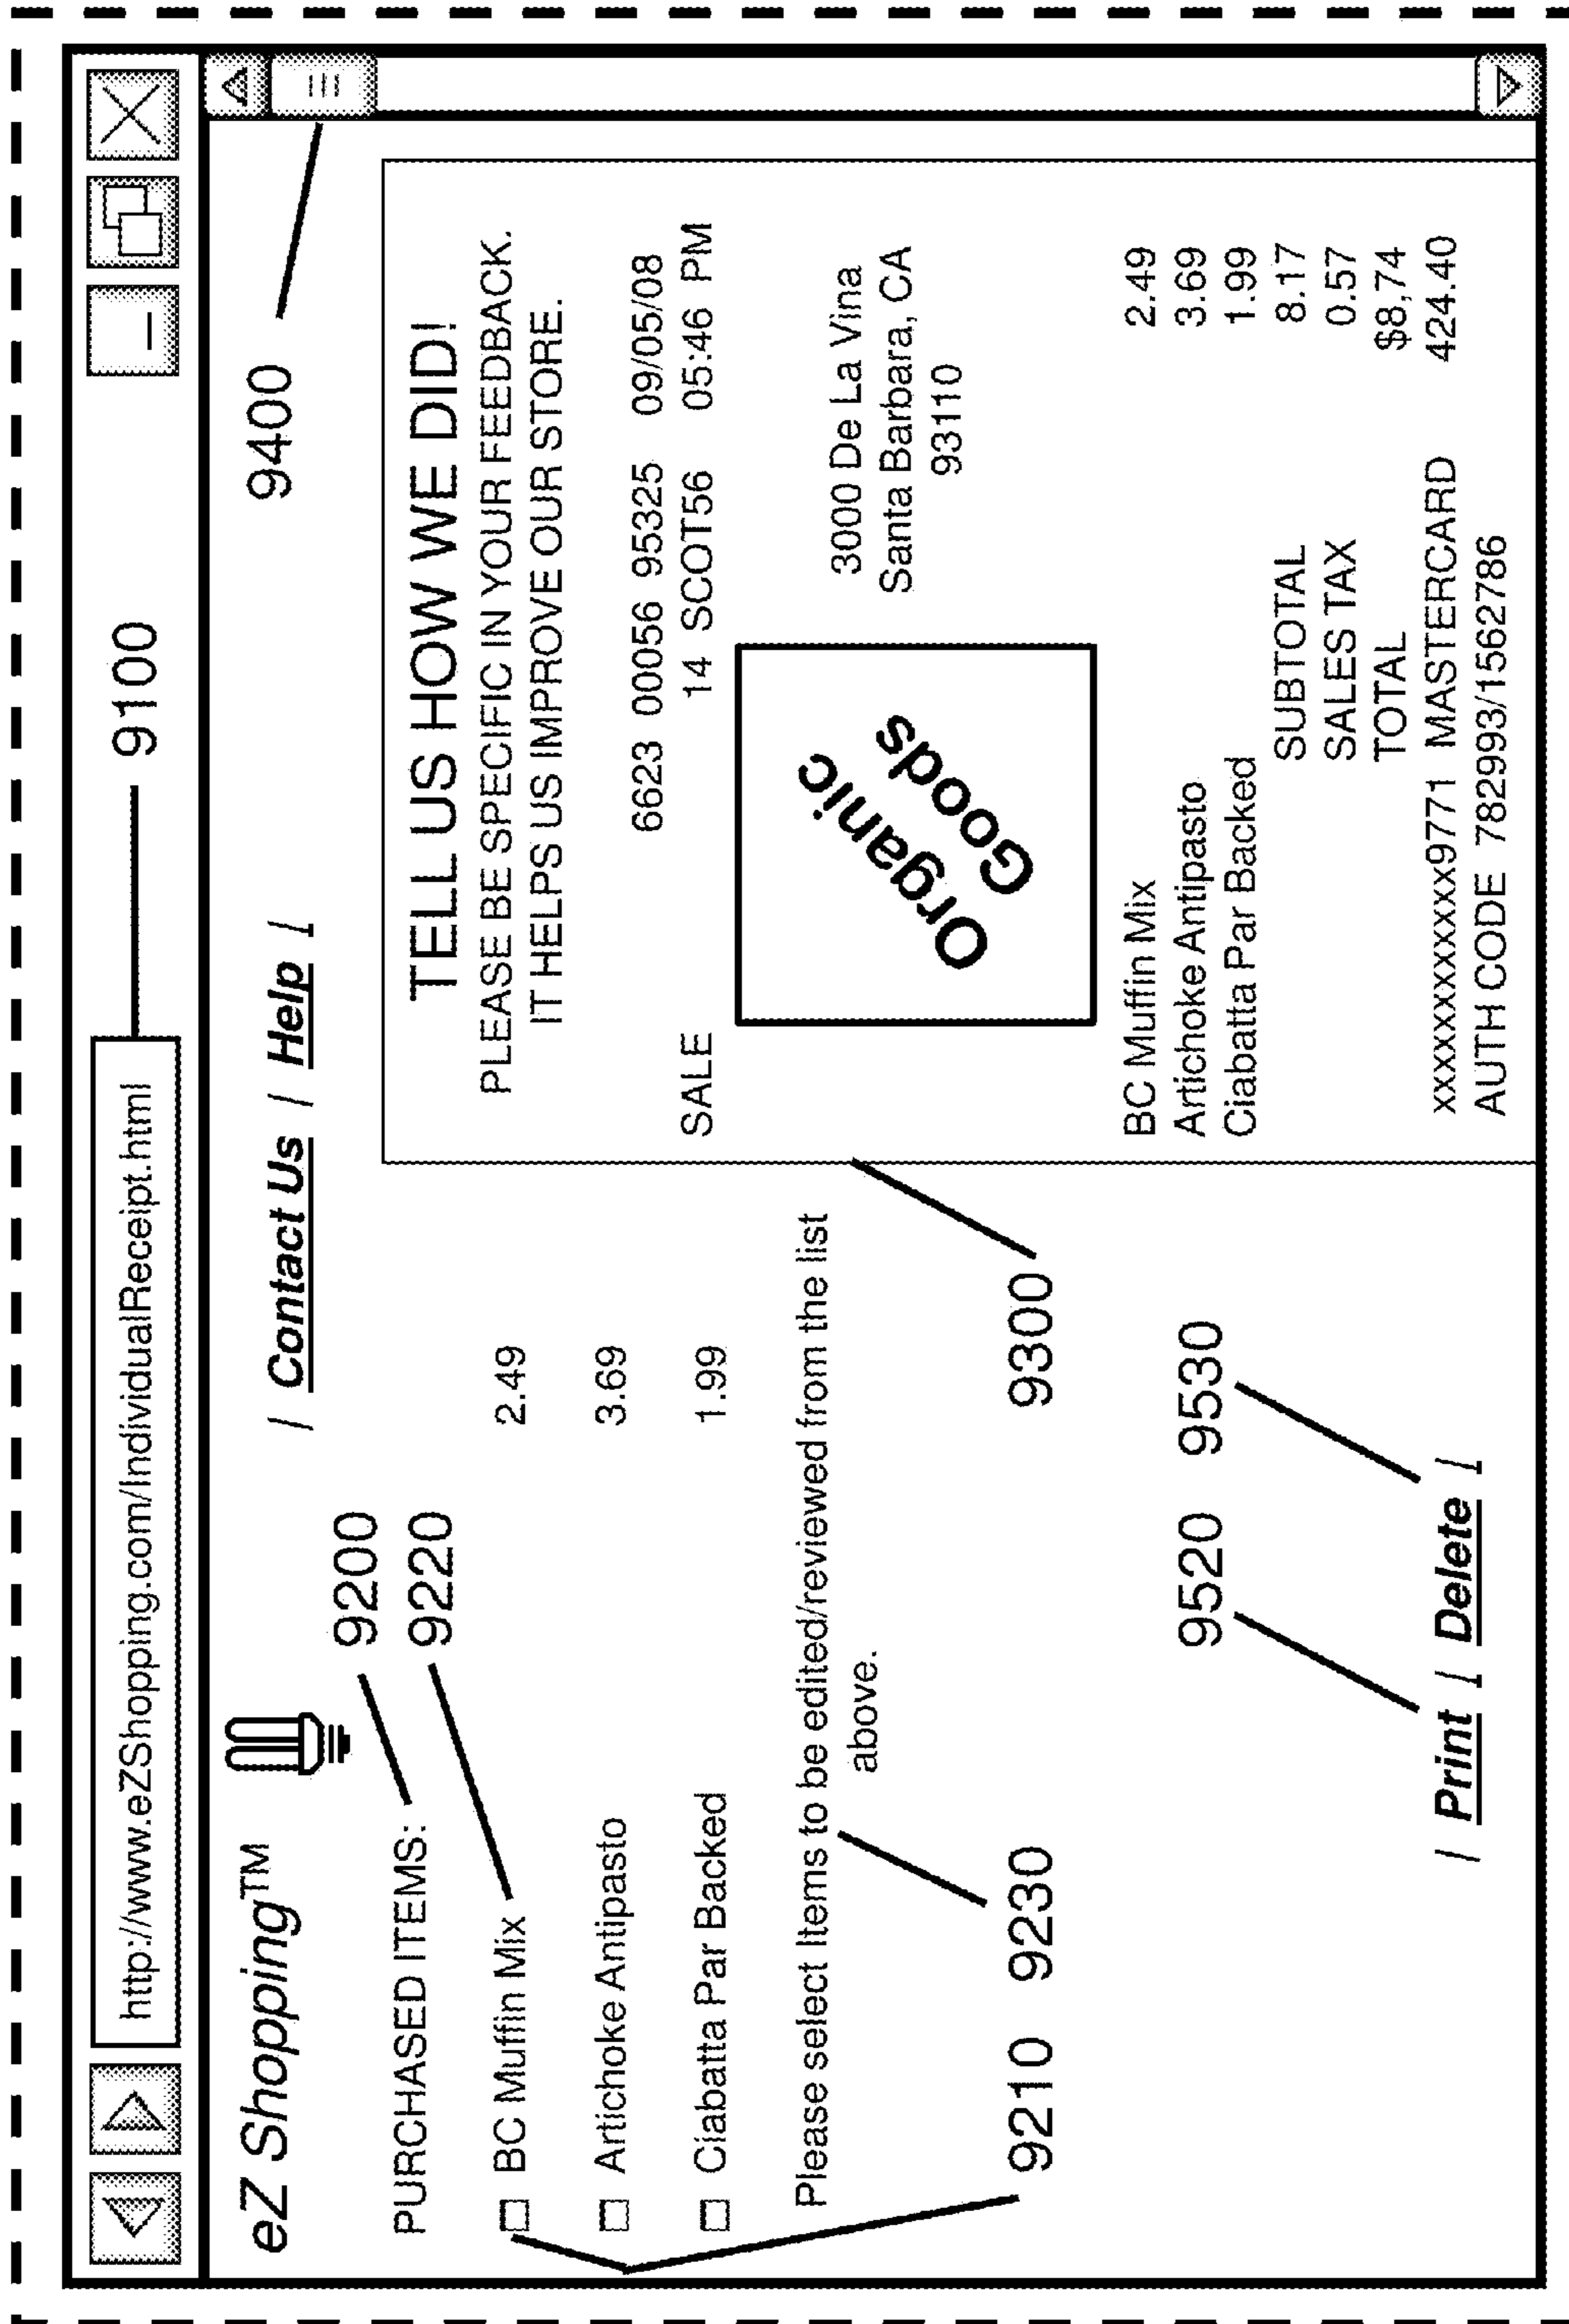 http://www.eZShopping.com/IndividualReceipt.html
9100
eZ Shopping™
/ Contact Us / Help /
9400
9200
PURCHASED ITEMS:
9220
BC Muffin Mix 2.49
Artichoke Antipasto 3.69
Ciabatta Par Backed 1.99
Please select Items to be edited/reviewed from the list
above.
9210 9230 9300
9520 9530
/ Print / Delete /
TELL US HOW WE DID!
PLEASE BE SPECIFIC IN YOUR FEEDBACK.
IT HELPS US IMPROVE OUR STORE.
6623 00056 95325 09/05/08
SALE 14 SCOT56 05:46 PM
Organic
Goods
3000 De La Vina
Santa Barbara, CA
93110
BC Muffin Mix 2.49
Artichoke Antipasto 3.69
Ciabatta Par Backed 1.99
SUBTOTAL 8.17
SALES TAX 0.57
TOTAL $8,74
xxxxxxxxxxxx9771 MASTERCARD 424.40
AUTH CODE 782993/1562786